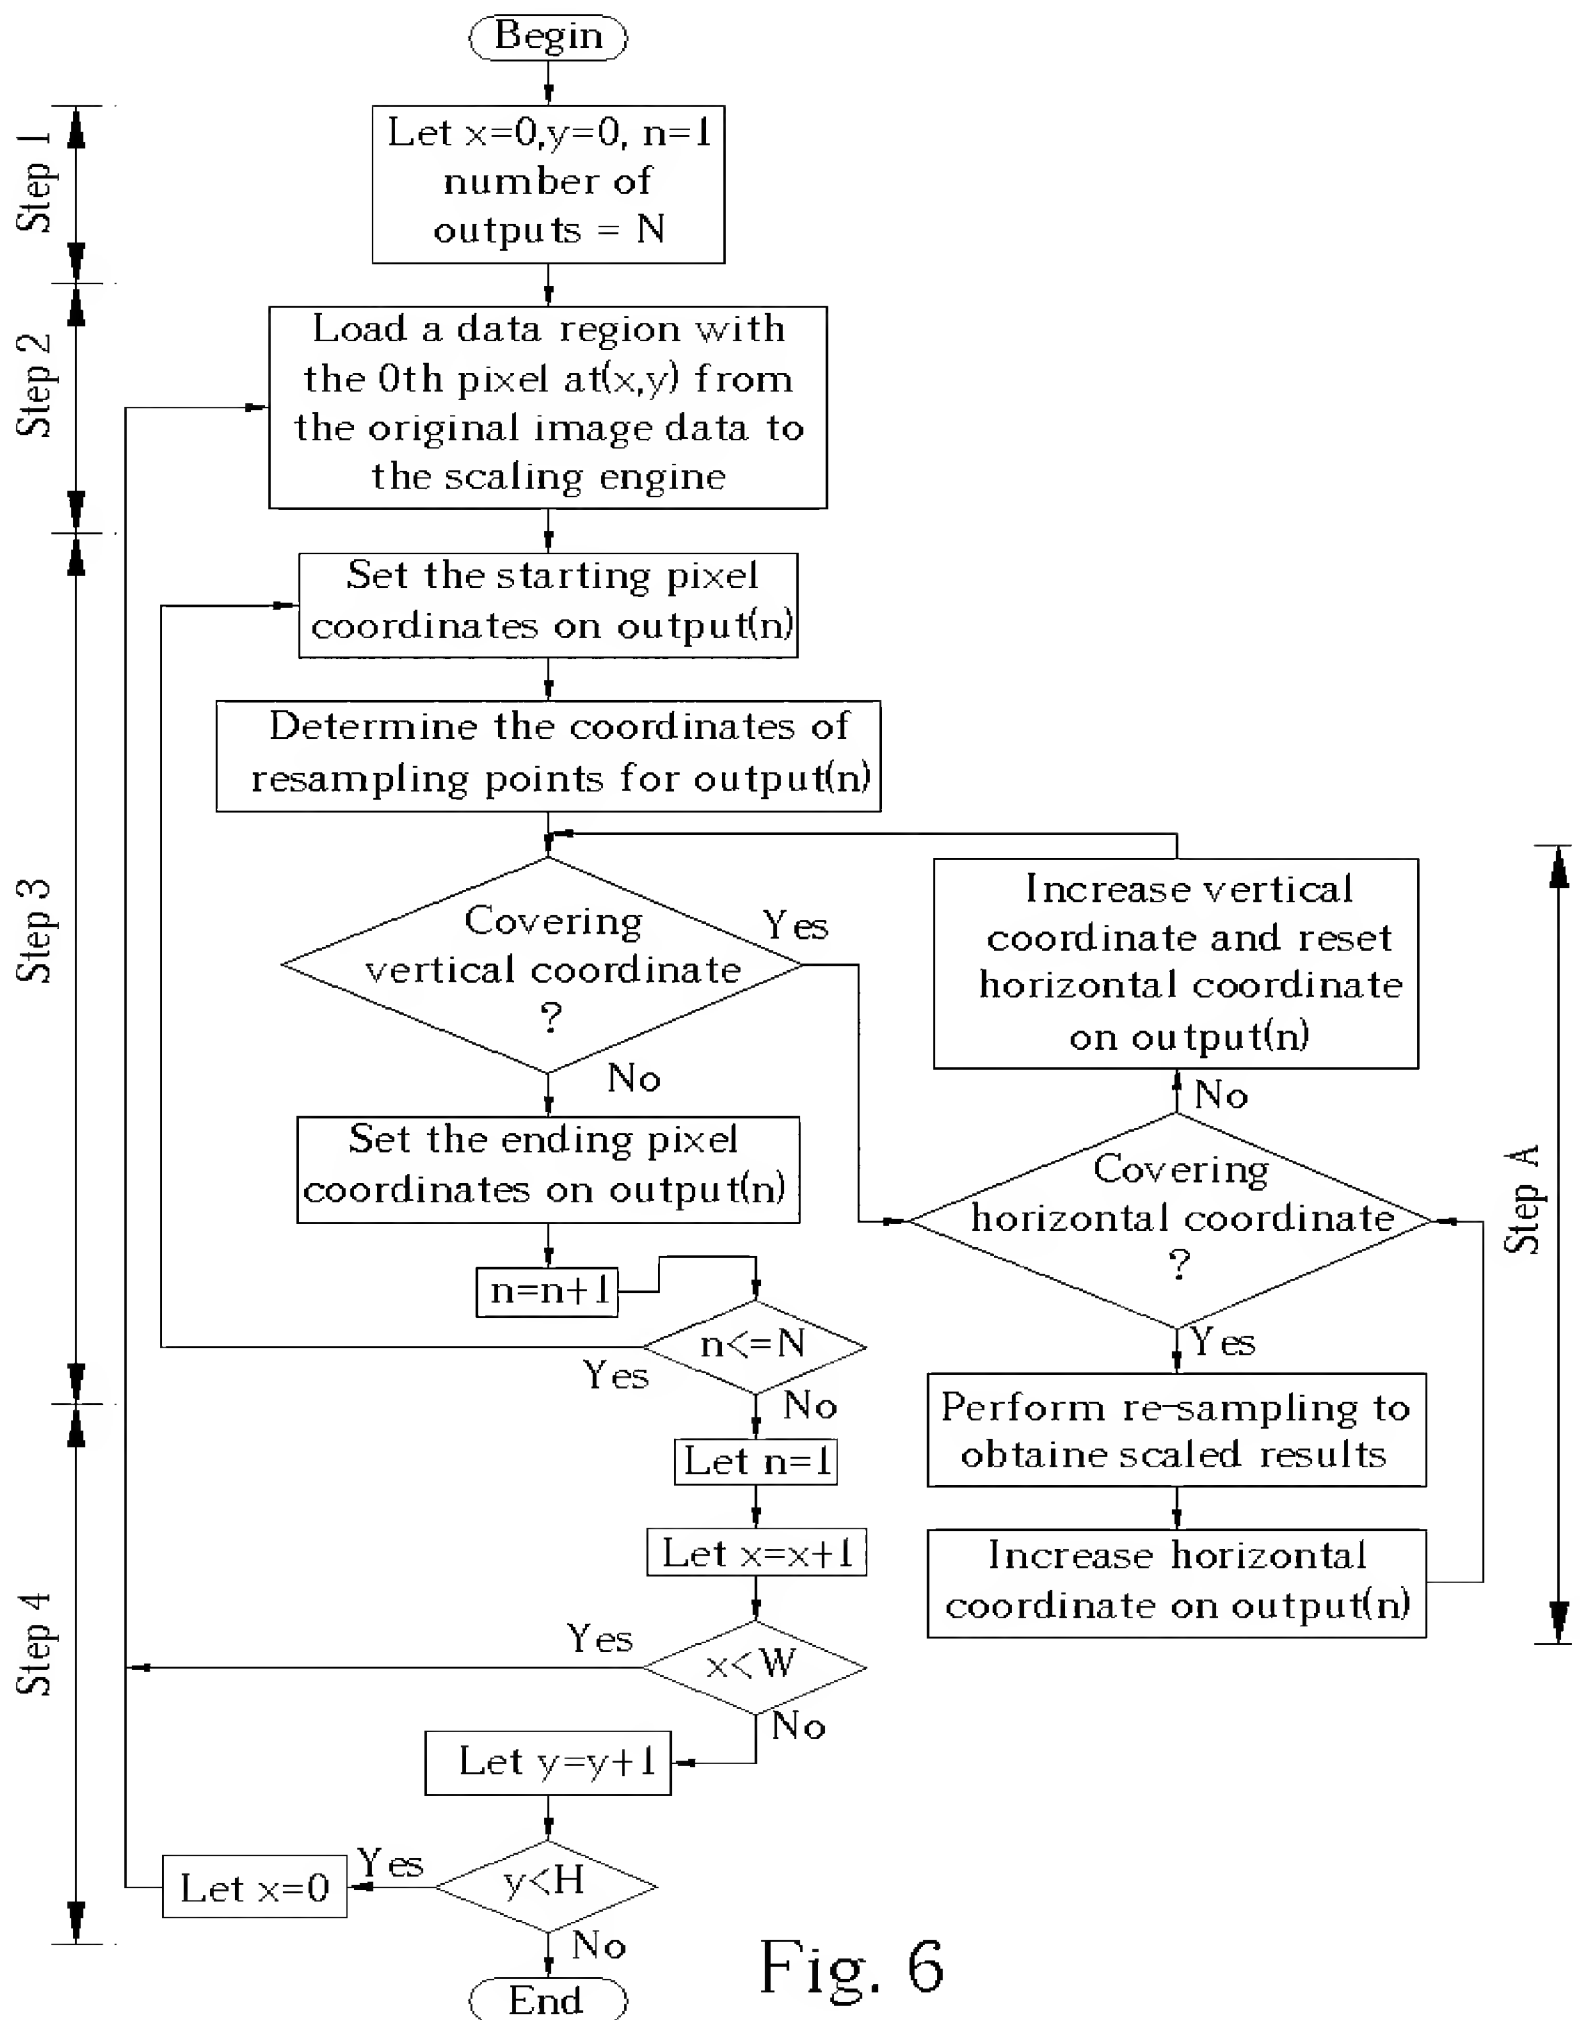 Begin
Step 1
Let x=0,y=0, n=1
number of
outputs = N
Step 2
Load a data region with
the 0th pixel at(x,y) from
the original image data to
the scaling engine
Step 3
Set the starting pixel
coordinates on output(n)
Determine the coordinates of
resampling points for output(n)
Covering
vertical coordinate
?
Yes
No
Increase vertical
coordinate and reset
horizontal coordinate
on output(n)
No
Step A
Covering
horizontal coordinate
?
Yes
Set the ending pixel
coordinates on output(n)
n=n+1
n<=N
Yes
No
Perform re-sampling to
obtaine scaled results
Increase horizontal
coordinate on output(n)
Step 4
Let n=1
Let x=x+1
Yes
x<W
No
Let y=y+1
Let x=0
Yes
y<H
No
End
Fig. 6